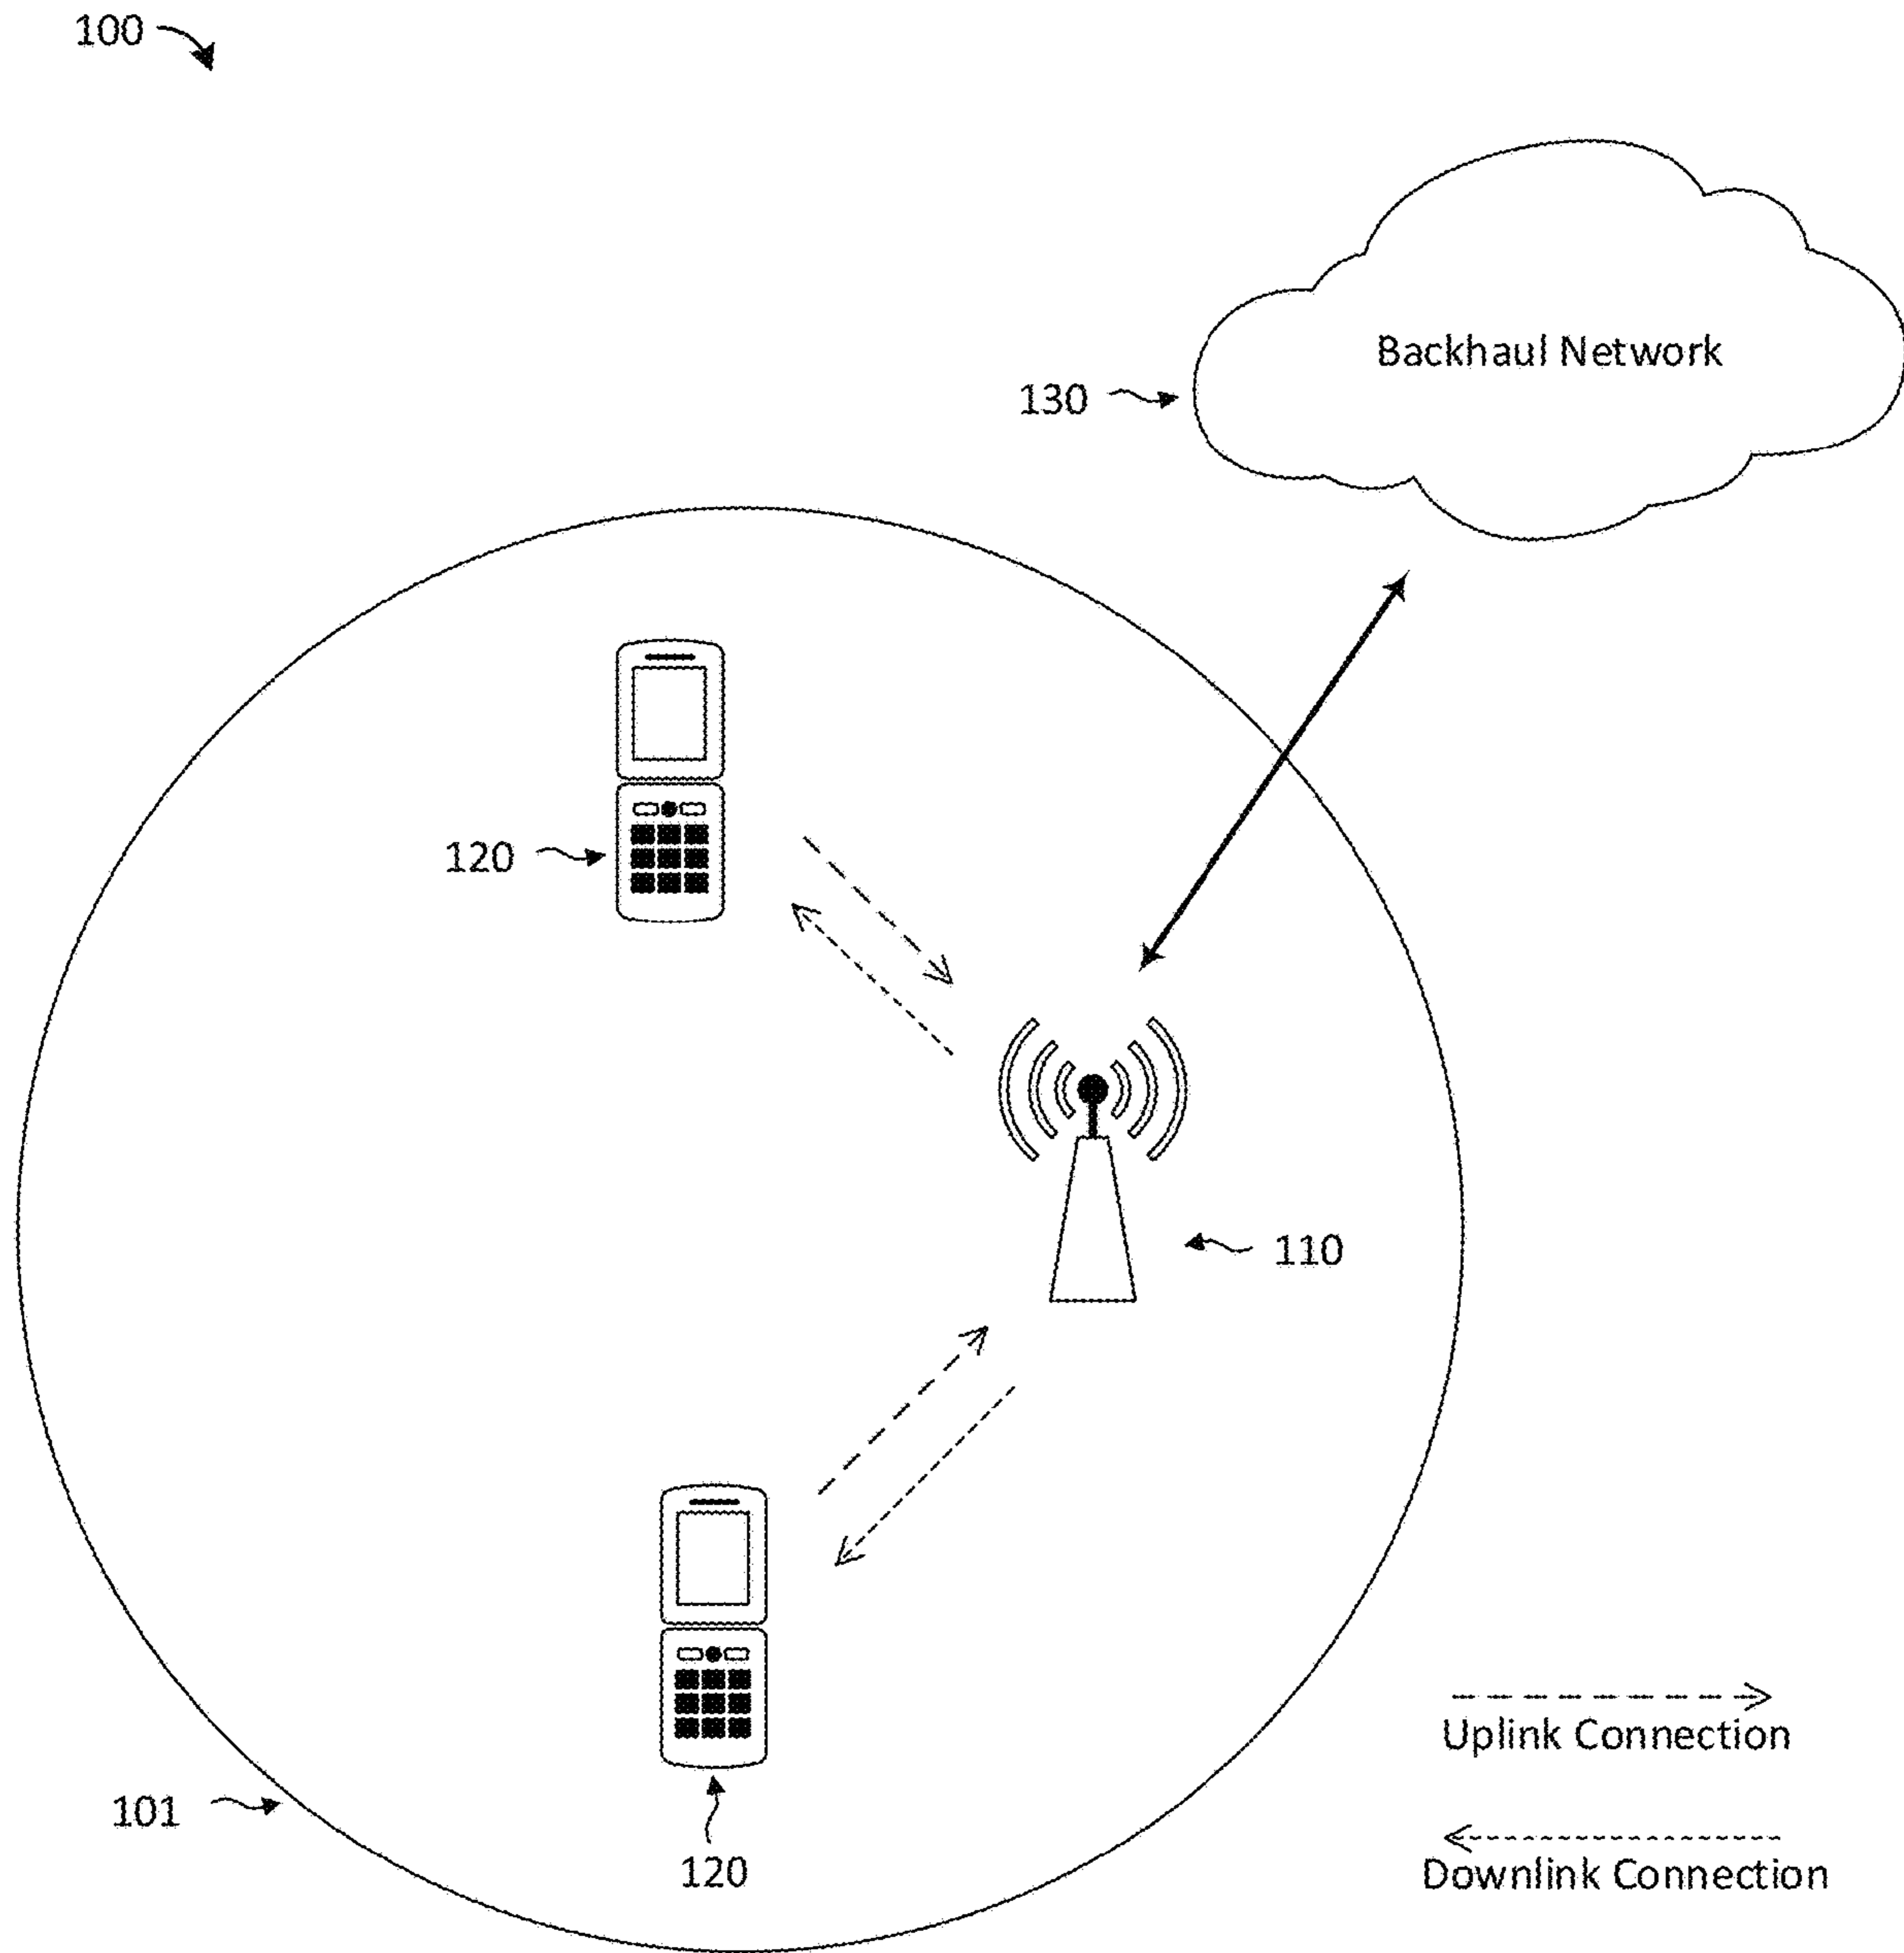 100
Backhaul Network
130
120
110
Uplink Connection
101
120
Downlink Connection